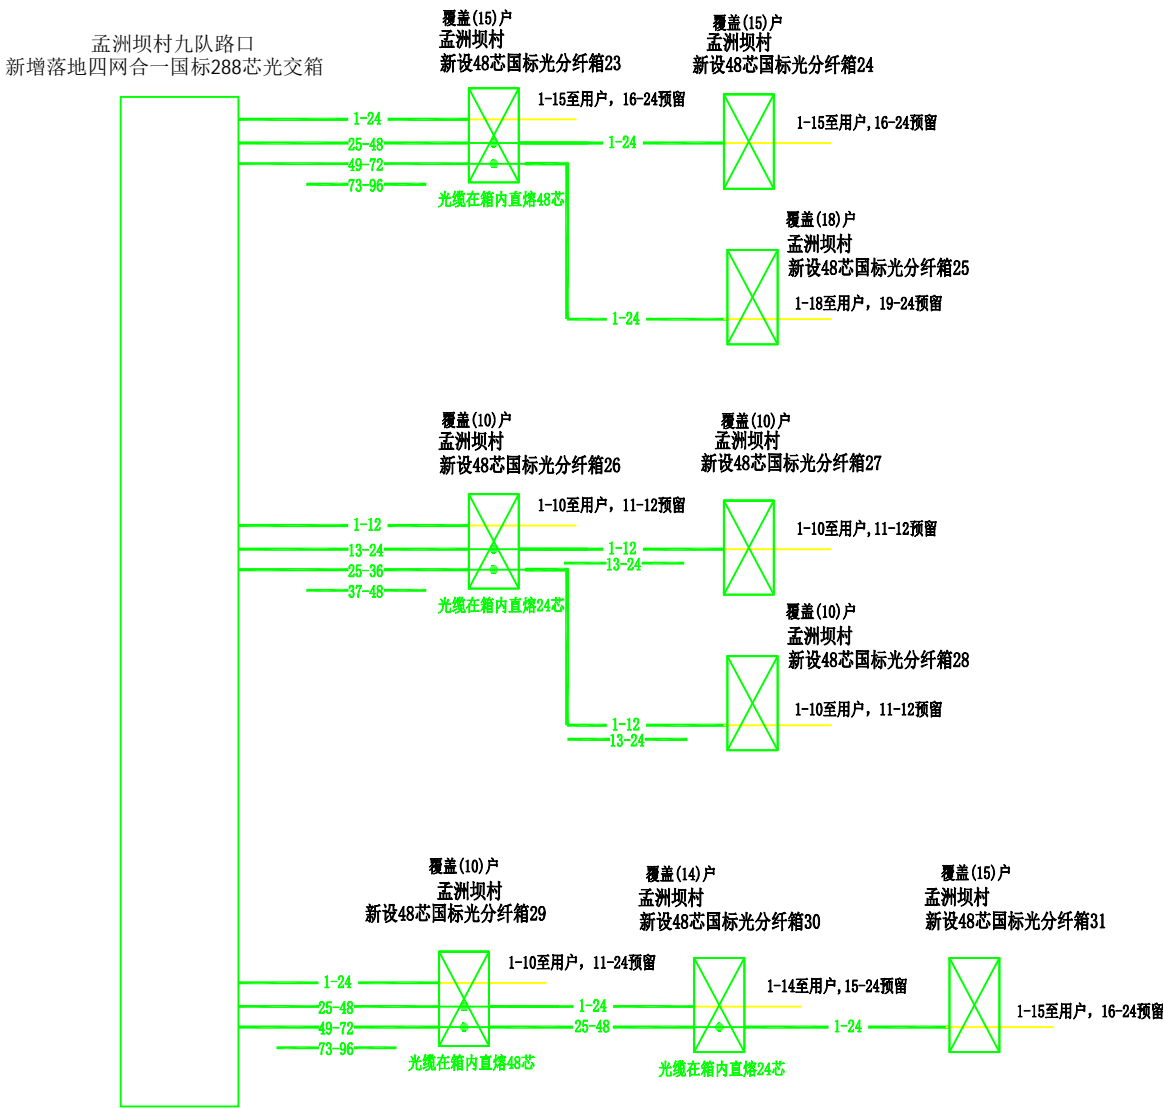 孟洲坝村九队路口
新增落地四网合一国标288芯光交箱
覆盖(15)户
孟洲坝村
新设48芯国标光分纤箱23
覆盖(15)户
孟洲坝村
新设48芯国标光分纤箱24
1-15至用户，16-24预留
1-15至用户,16-24预留
1-24
25-48
49-72
73-96
1-24
光缆在箱内直熔48芯
覆盖(18)户
孟洲坝村
新设48芯国标光分纤箱25
1-18至用户，19-24预留
1-24
覆盖(10)户
孟洲坝村
新设48芯国标光分纤箱26
覆盖(10)户
孟洲坝村
新设48芯国标光分纤箱27
1-10至用户，11-12预留
1-10至用户,11-12预留
1-12
13-24
25-36
37-48
1-12
13-24
光缆在箱内直熔24芯
覆盖(10)户
孟洲坝村
新设48芯国标光分纤箱28
1-10至用户，11-12预留
1-12
13-24
覆盖(10)户
孟洲坝村
新设48芯国标光分纤箱29
覆盖(14)户
孟洲坝村
新设48芯国标光分纤箱30
覆盖(15)户
孟洲坝村
新设48芯国标光分纤箱31
1-10至用户，11-24预留
1-14至用户,15-24预留
1-15至用户，16-24预留
1-24
25-48
49-72
73-96
1-24
25-48
1-24
光缆在箱内直熔48芯
光缆在箱内直熔24芯